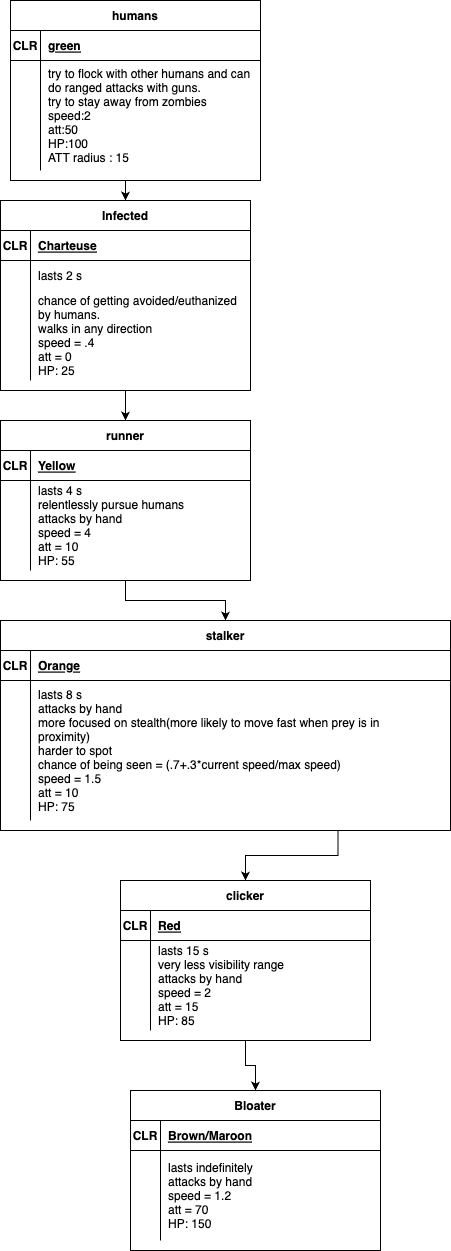 humans
CLR green
try to flock with other humans and can
do ranged attacks with guns.
try to stay away from zombies
speed:2
att:50
HP:100
ATT radius : 15
Infected
CLR Charteuse
lasts 2 s
chance of getting avoided/euthanized
by humans.
walks in any direction
speed = .4
att = 0
HP: 25
runner
CLR Yellow
lasts 4 s
relentlessly pursue humans
attacks by hand
speed = 4
att = 10
HP: 55
stalker
CLR Orange
lasts 8 s
attacks by hand
more focused on stealth(more likely to move fast when prey is in
proximity)
harder to spot
chance of being seen = (.7+.3*current speed/max speed)
speed = 1.5
att = 10
HP: 75
clicker
CLR Red
lasts 15 s
very less visibility range
attacks by hand
speed = 2
att = 15
HP: 85
Bloater
CLR Brown/Maroon
lasts indefinitely
attacks by hand
speed = 1.2
att = 70
HP: 150